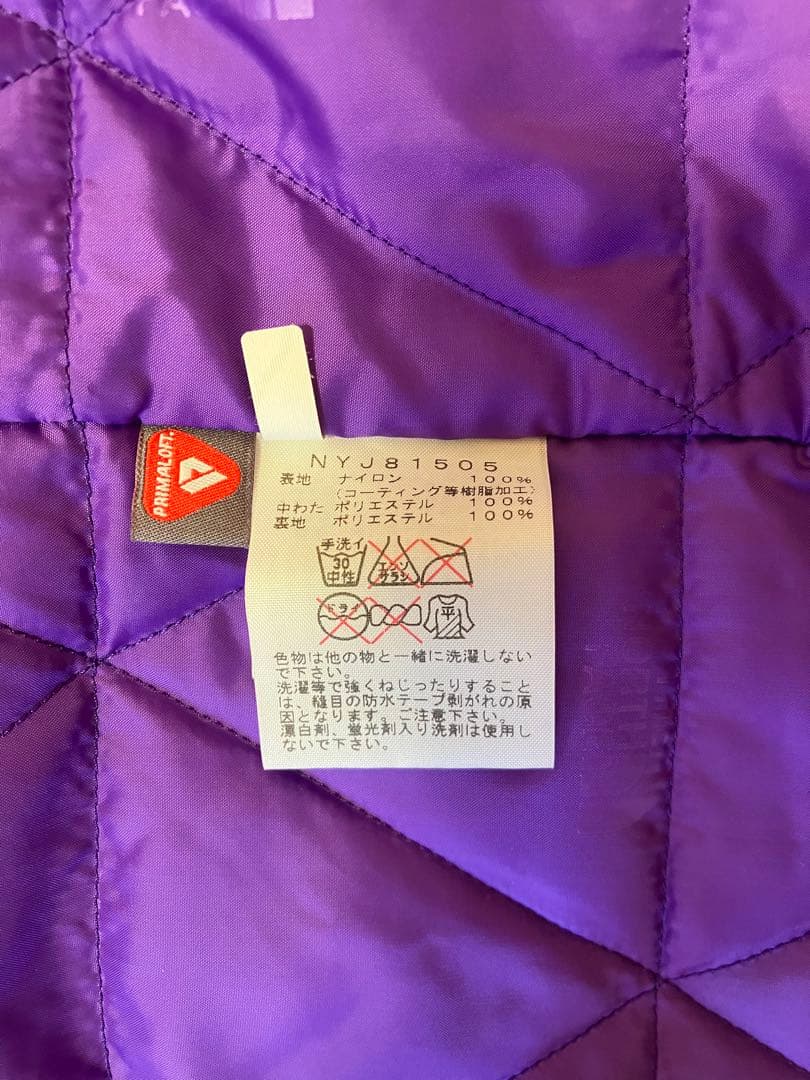 PRIMALOFT.
NYJ81505
表地 ナイロン 100%
(コーティング等樹脂加工)
中わた ポリエステル 100%
裏地 ポリエステル 100%
手洗イ
30
中性
エンソ
サラシ
ドライ
平
色物は他の物と一緒に洗濯しない
で下さい。
洗濯等で強くねじったりすること
は、縫目の防水テープ剥がれの原
因となります。ご注意下さい。
漂白剤、蛍光剤入り洗剤は使用し
ないで下さい。